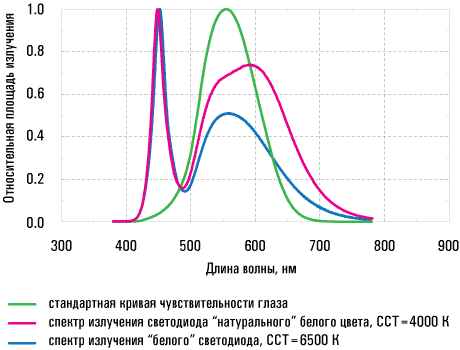 Относительная площадь излучения
1.0
0.8
0.6
0.4
0.2
0.0
300 400 500 600 700 800 900
Длина волны, нм
стандартная кривая чувствительности глаза
спектр излучения светодиода “натурального” белого цвета, CCT=4000 К
спектр излучения “белого” светодиода, CCT=6500 К